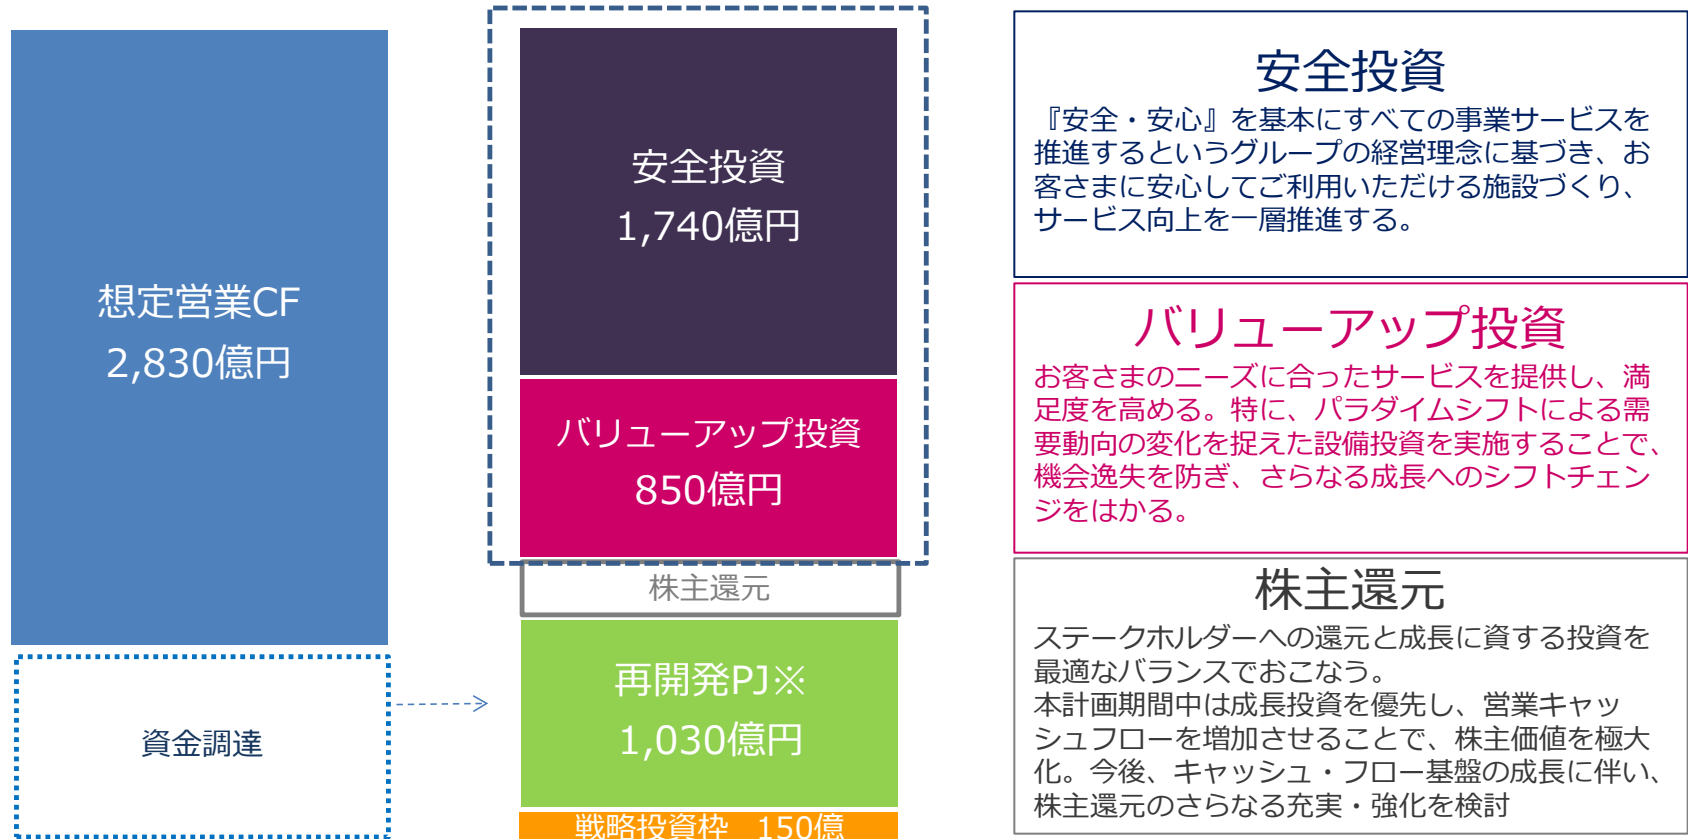 想定営業CF
2,830億円
資金調達
安全投資
1,740億円
バリューアップ投資
850億円
株主還元
再開発PJ※
1,030億円
戦略投資枠　150億
安全投資
『安全・安心』を基本にすべての事業サービスを
推進するというグループの経営理念に基づき、お
客さまに安心してご利用いただける施設づくり、
サービス向上を一層推進する。
バリューアップ投資
お客さまのニーズに合ったサービスを提供し、満
足度を高める。特に、パラダイムシフトによる需
要動向の変化を捉えた設備投資を実施することで、
機会逸失を防ぎ、さらなる成長へのシフトチェン
ジをはかる。
株主還元
ステークホルダーへの還元と成長に資する投資を
最適なバランスでおこなう。
本計画期間中は成長投資を優先し、営業キャッ
シュフローを増加させることで、株主価値を極大
化。今後、キャッシュ・フロー基盤の成長に伴い、
株主還元のさらなる充実・強化を検討